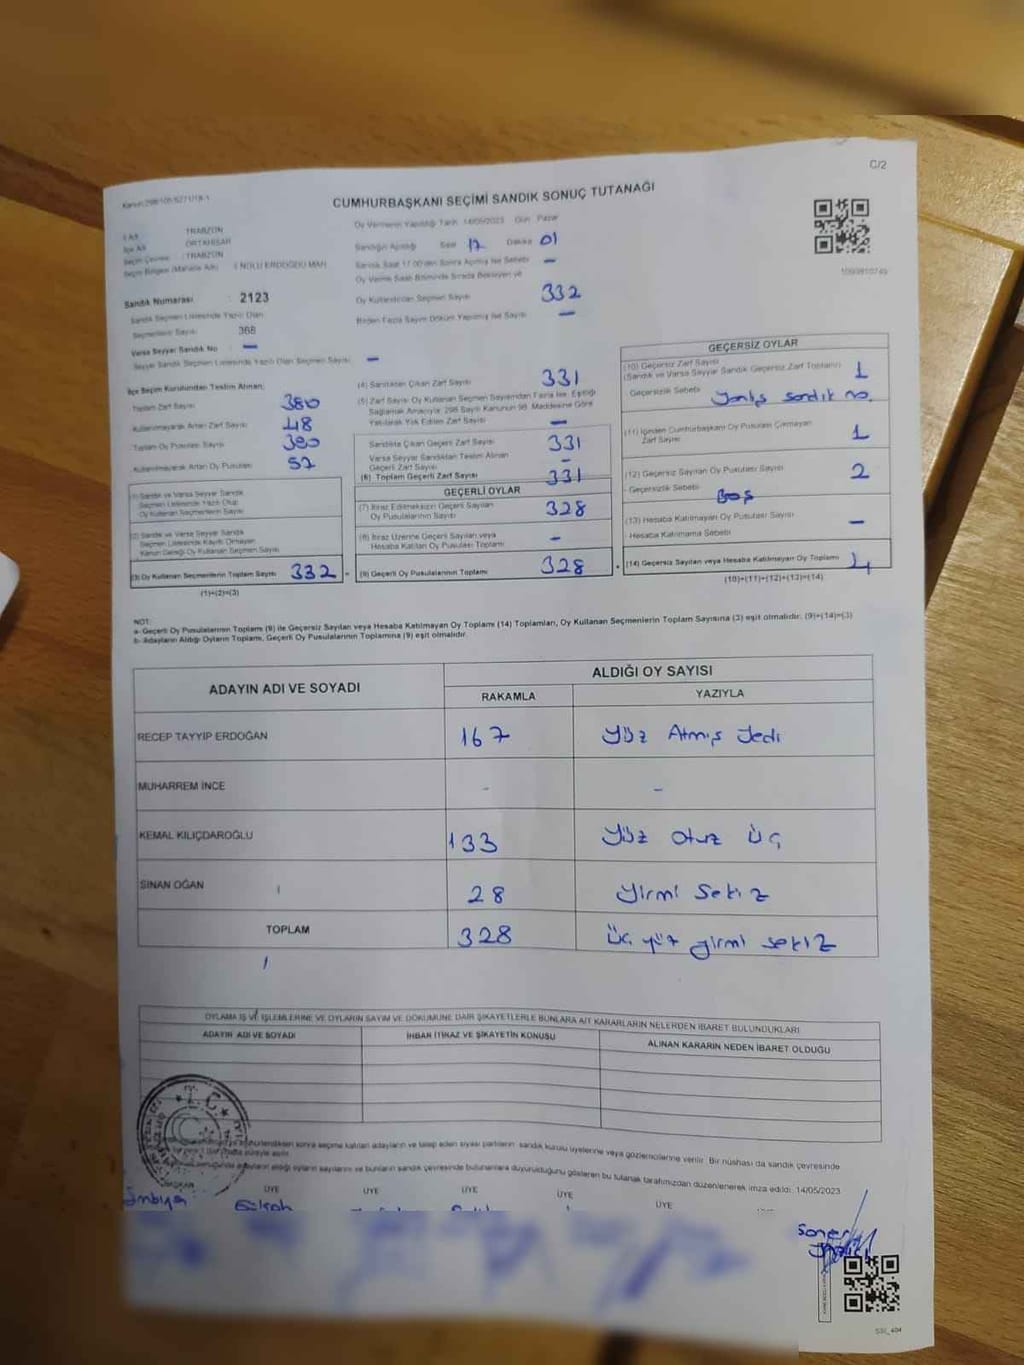 C/2
Kanun:298/105 6271/18-1
CUMHURBAŞKANI SEÇİMİ SANDIK SONUÇ TUTANAĞI
İl Adı : TRABZON
İlçe Adı : ORTAHİSAR
Seçim Çevresi : TRABZON
Seçim Bölgesi (Mahalle Adı) : 1 NOLU ERDOĞDU MAH
Sandık Numarası : 2123
Sandık Seçmen Listesinde Yazılı Olan
Seçmenlerin Sayısı 368
Varsa Seyyar Sandık No —
Seyyar Sandık Seçmen Listesinde Yazılı Olan Seçmen Sayısı —
Oy Vermenin Yapıldığı Tarih 14/05/2023 Gün Pazar
Sandığın Açıldığı Saat 17 Dakika 01
Sandık Saat 17.00'den Sonra Açılmış İse Sebebi —
Oy Verme Saati Bitiminde Sırada Bekleyen ve
Oy Kullandırılan Seçmen Sayısı 332
Birden Fazla Sayım Döküm Yapılmış İse Sayısı —
1093810749
İlçe Seçim Kurulundan Teslim Alınan;
Toplam Zarf Sayısı 380
Kullanılmayarak Artan Zarf Sayısı 48
Toplam Oy Pusulası Sayısı 380
Kullanılmayarak Artan Oy Pusulası 52
(1) Sandık ve Varsa Seyyar Sandık
Seçmen Listesinde Yazılı Olup
Oy Kullanan Seçmenlerin Sayısı
(2) Sandık ve Varsa Seyyar Sandık
Seçmen Listesinde Kayıtlı Olmayan
Kanun Gereği Oy Kullanan Seçmen Sayısı
(3) Oy Kullanan Seçmenlerin Toplam Sayısı 332 =
(1)+(2)=(3)
(4) Sandıktan Çıkan Zarf Sayısı 331
(5) Zarf Sayısı Oy Kullanan Seçmen Sayısından Fazla İse, Eşitliği
Sağlamak Amacıyla; 298 Sayılı Kanunun 98. Maddesine Göre
Yakılarak Yok Edilen Zarf Sayısı —
Sandıkta Çıkan Geçerli Zarf Sayısı 331
Varsa Seyyar Sandıktan Teslim Alınan
Geçerli Zarf Sayısı —
(6) Toplam Geçerli Zarf Sayısı 331
GEÇERLİ OYLAR
(7) İtiraz Edilmeksizin Geçerli Sayılan
Oy Pusulalarının Sayısı 328
(8) İtiraz Üzerine Geçerli Sayılan veya
Hesaba Katılan Oy Pusulası Toplamı -
(9) Geçerli Oy Pusulalarının Toplamı 328 +
GEÇERSİZ OYLAR
(10) Geçersiz Zarf Sayısı
(Sandık ve Varsa Seyyar Sandık Geçersiz Zarf Toplamı) 1
Geçersizlik Sebebi Yanlış sandık no.
(11) İçinden Cumhurbaşkanı Oy Pusulası Çıkmayan
Zarf Sayısı 1
(12) Geçersiz Sayılan Oy Pusulası Sayısı 2
Geçersizlik Sebebi Boş
(13) Hesaba Katılmayan Oy Pusulası Sayısı —
Hesaba Katılmama Sebebi
(14) Geçersiz Sayılan veya Hesaba Katılmayan Oy Toplamı 4
(10)+(11)+(12)+(13)=(14)
NOT:
a- Geçerli Oy Pusulalarının Toplamı (9) ile Geçersiz Sayılan veya Hesaba Katılmayan Oy Toplamı (14) Toplamları, Oy Kullanan Seçmenlerin Toplam Sayısına (3) eşit olmalıdır. (9)+(14)=(3)
b- Adayların Aldığı Oyların Toplamı, Geçerli Oy Pusulalarının Toplamına (9) eşit olmalıdır.
ADAYIN ADI VE SOYADI
ALDIĞI OY SAYISI
RAKAMLA YAZIYLA
RECEP TAYYIP ERDOĞAN 167 Yüz Atmış Yedi
MUHARREM İNCE - -
KEMAL KILIÇDAROĞLU 133 Yüz Otuz Üç
SİNAN OĞAN 28 Yirmi Sekiz
TOPLAM 328 Üç yüz yirmi sekiz
OYLAMA İŞ VE İŞLEMLERİNE VE OYLARIN SAYIM VE DÖKÜMÜNE DAİR ŞİKAYETLERLE BUNLARA AİT KARARLARIN NELERDEN İBARET BULUNDUKLARI
ADAYIN ADI VE SOYADI İHBAR İTİRAZ VE ŞİKAYETİN KONUSU ALINAN KARARIN NEDEN İBARET OLDUĞU
T.C.
sonra seçime katılan adayların ve talep eden siyasi partilerin sandık kurulu üyelerine veya gözlemcilerine verilir. Bir nüshası da sandık çevresinde
adayların aldığı oyların sayılarını ve bunların sandık çevresinde bulunanlara duyurulduğunu gösteren bu tutanak tarafımızdan düzenlenerek imza edildi. 14/05/2023
BAŞKAN ÜYE ÜYE ÜYE ÜYE ÜYE
Soner
SSİ_404